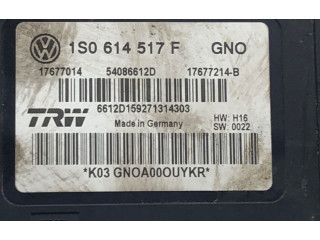 1S0 614 517 F GNO
17677014 54086612D 17677214-B
6612D159271314303
TRW Made in Germany HW: H16
SW: 0022
*K03 GNOA00OUYKR*